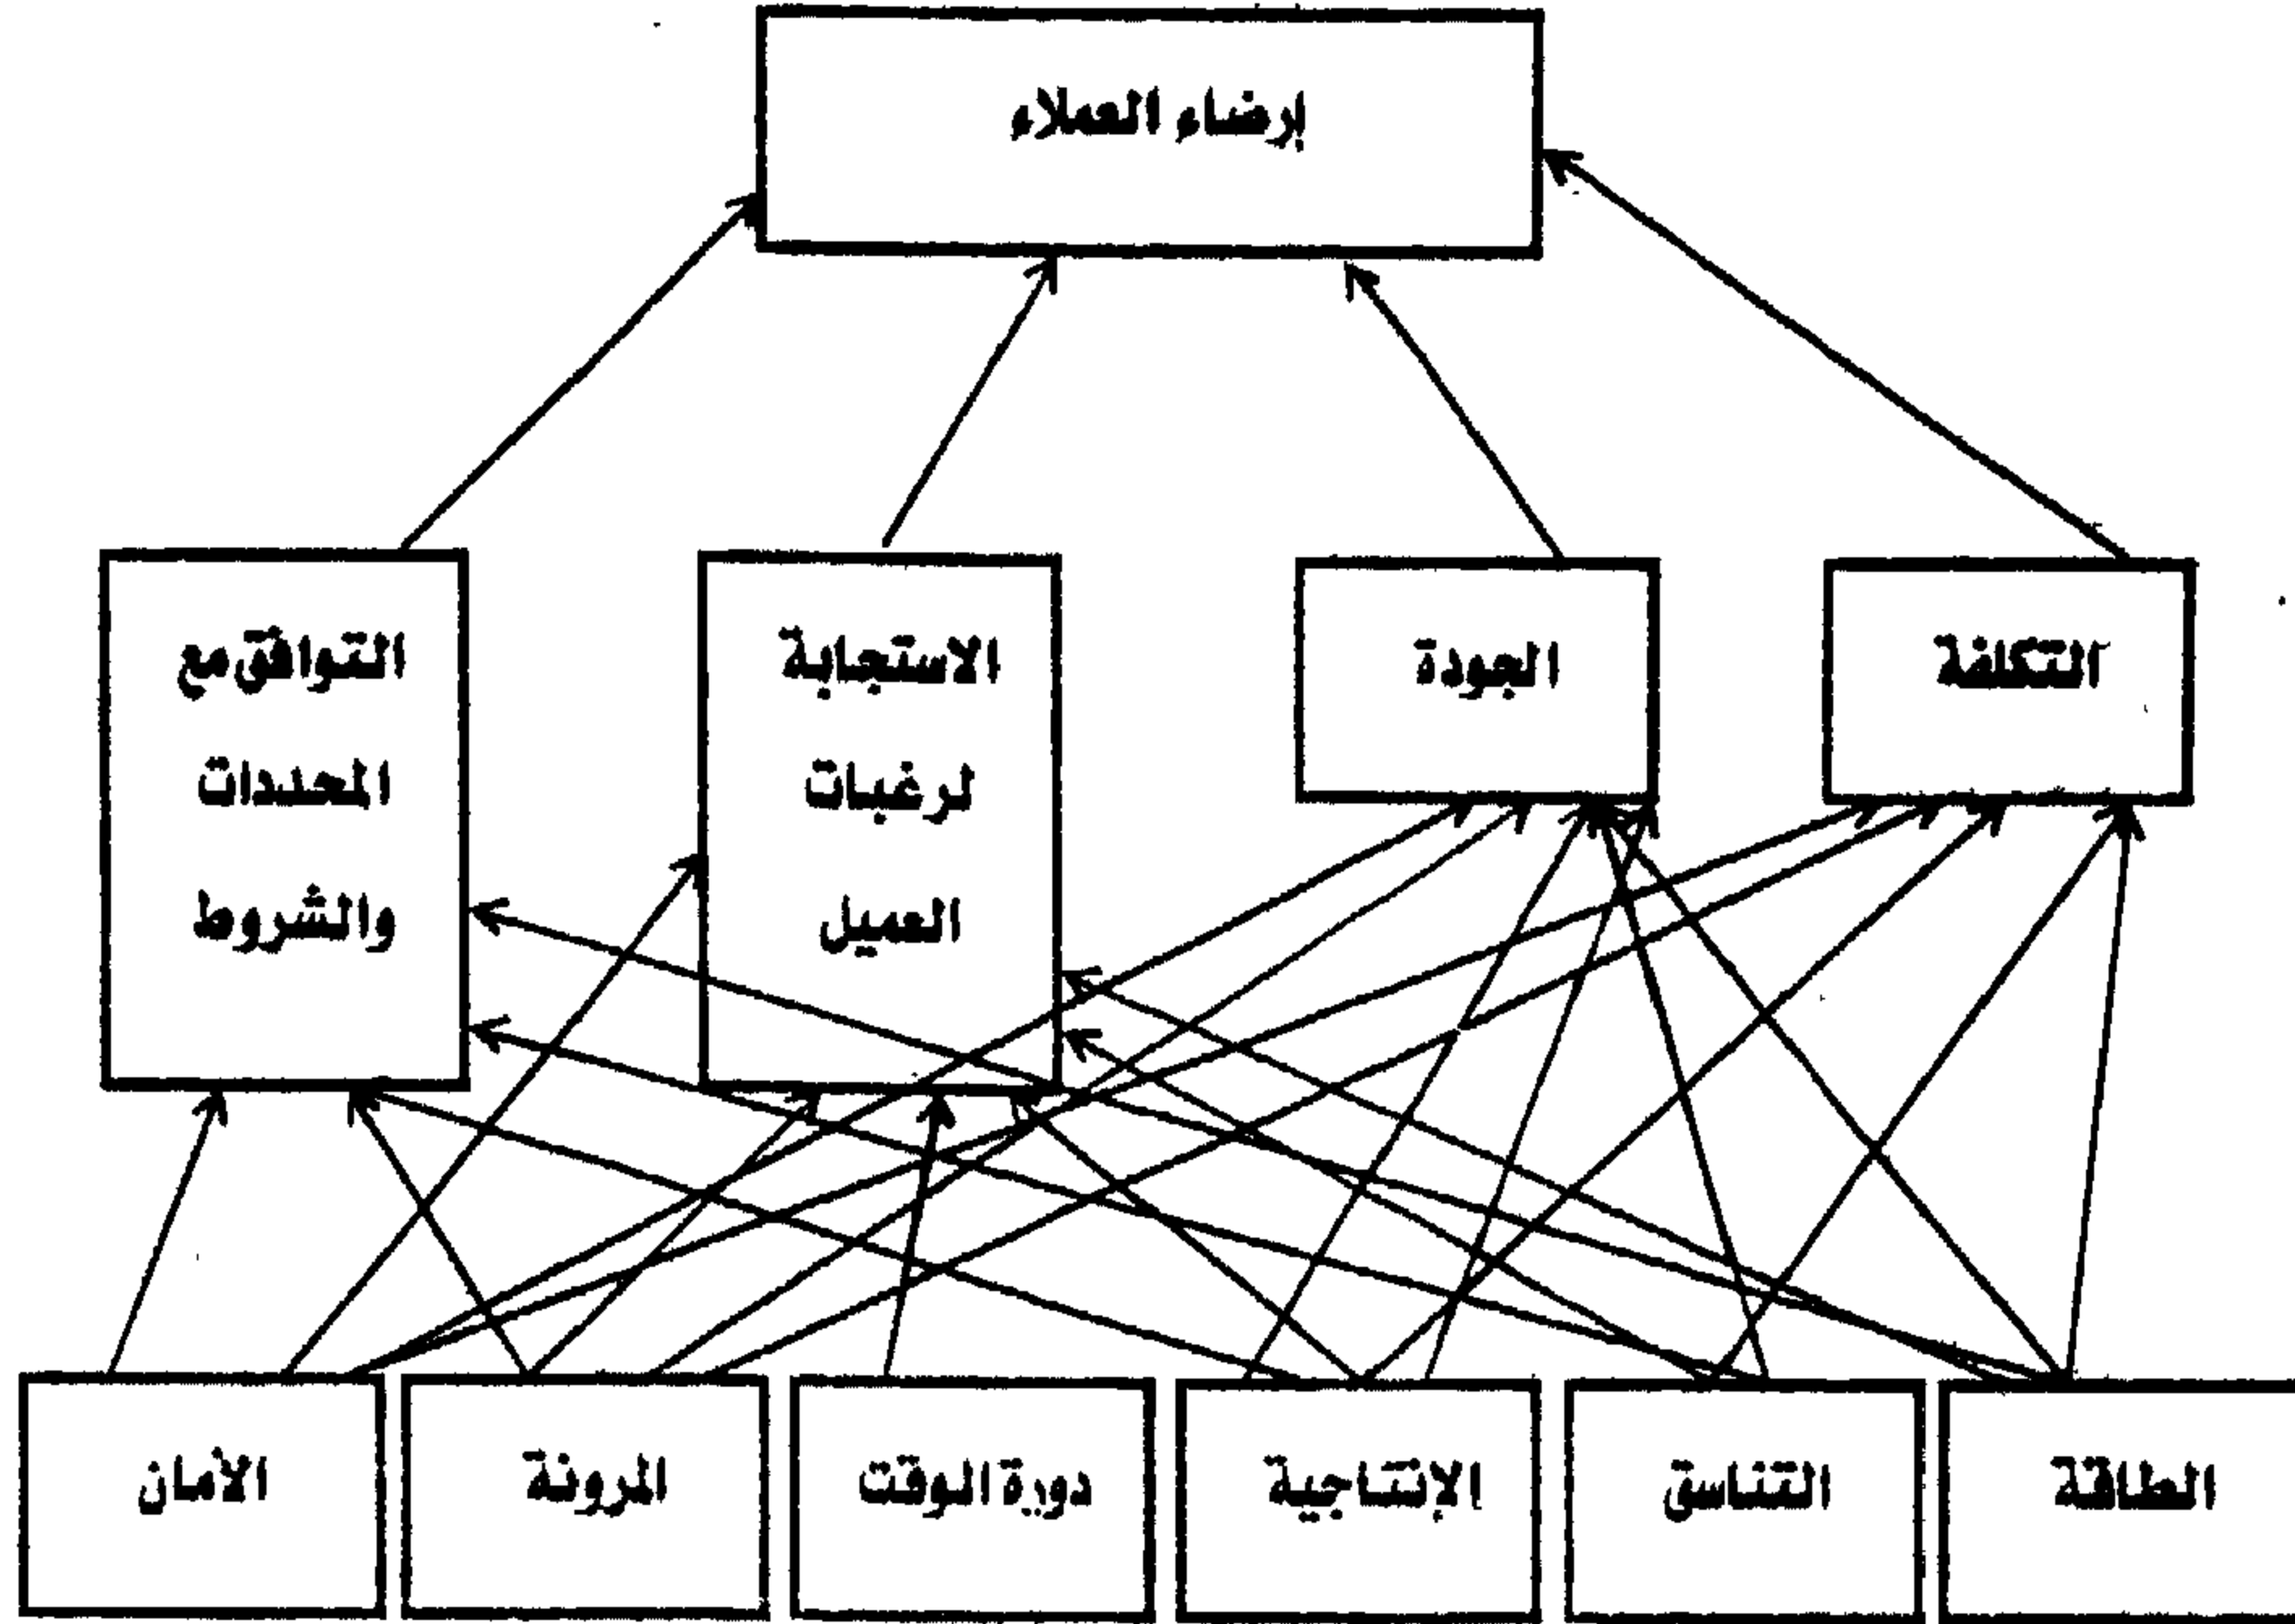 إرضاء العملاء
التكلفة
الجودة
الاستجابة
لرغبات
العميل
التوافق مع
المحددات
والشروط
الطاقة
التناسق
الإنتاجية
دورة الوقت
المرونة
الأمان